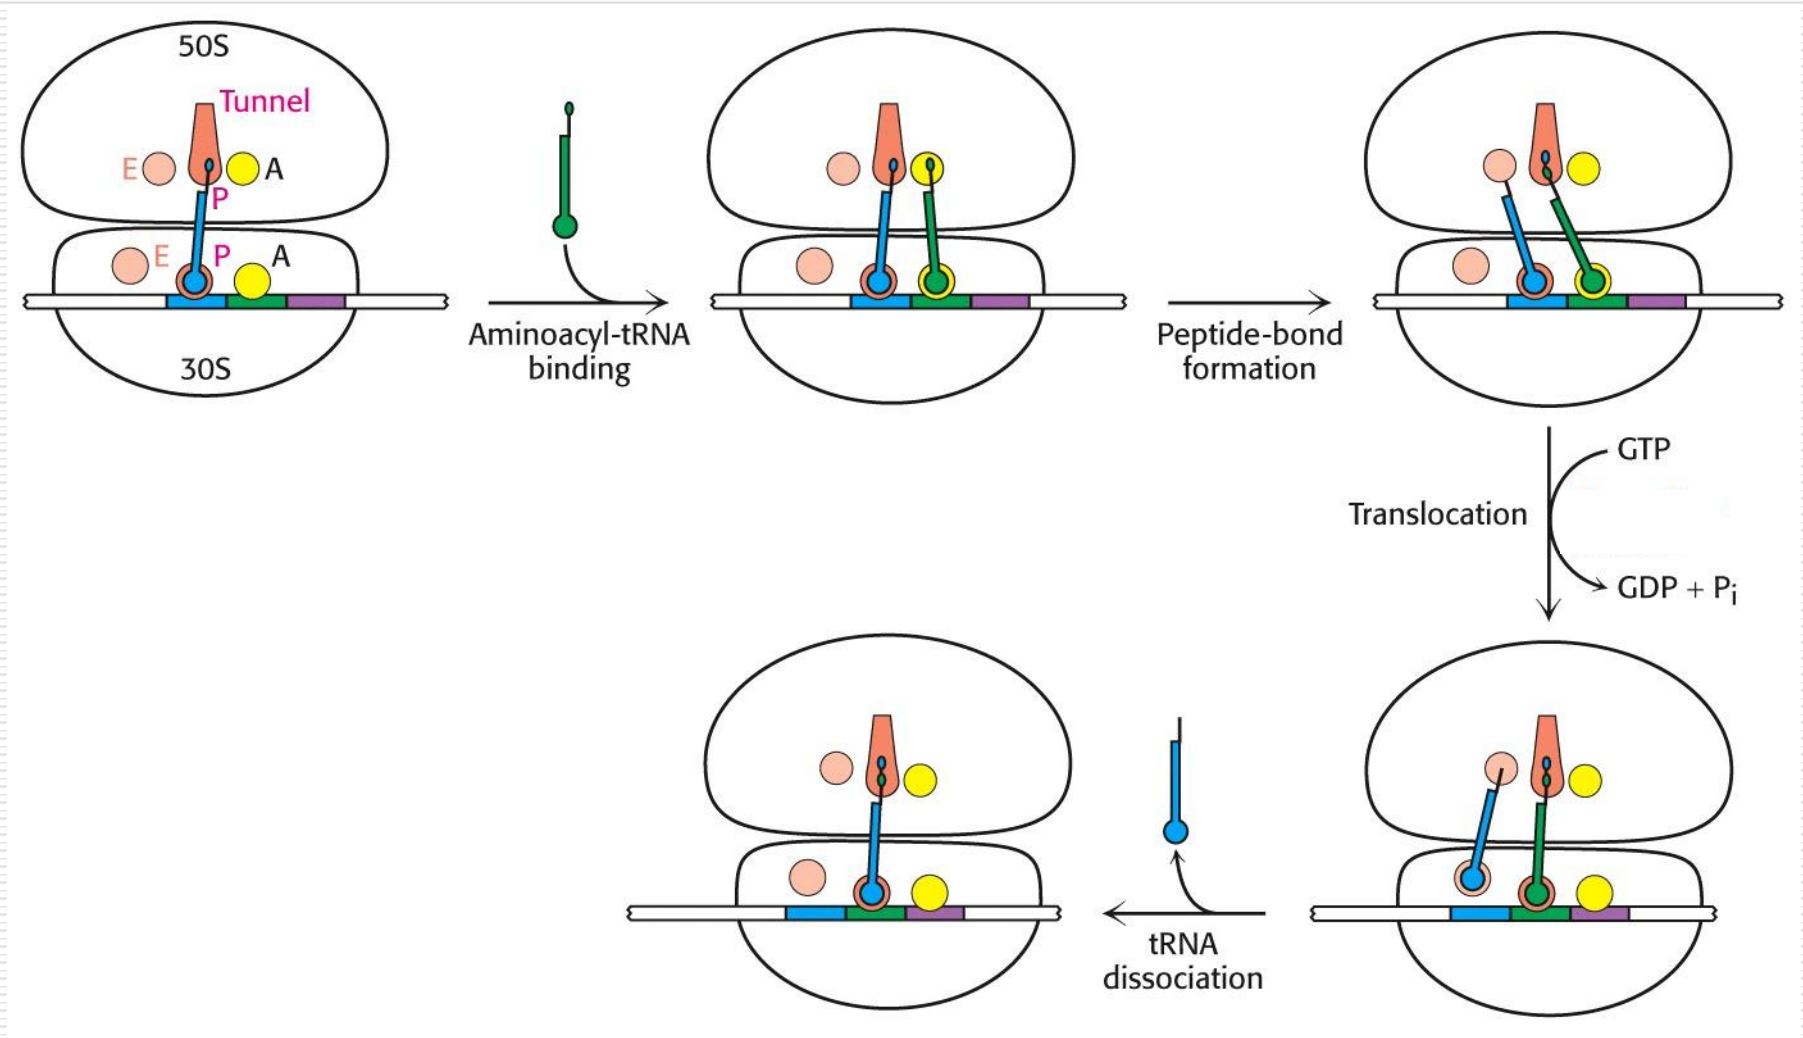 50S
Tunnel
E
A
P
E
P
A
30S
Aminoacyl-tRNA
binding
Peptide-bond
formation
GTP
Translocation
GDP + Pi
tRNA
dissociation